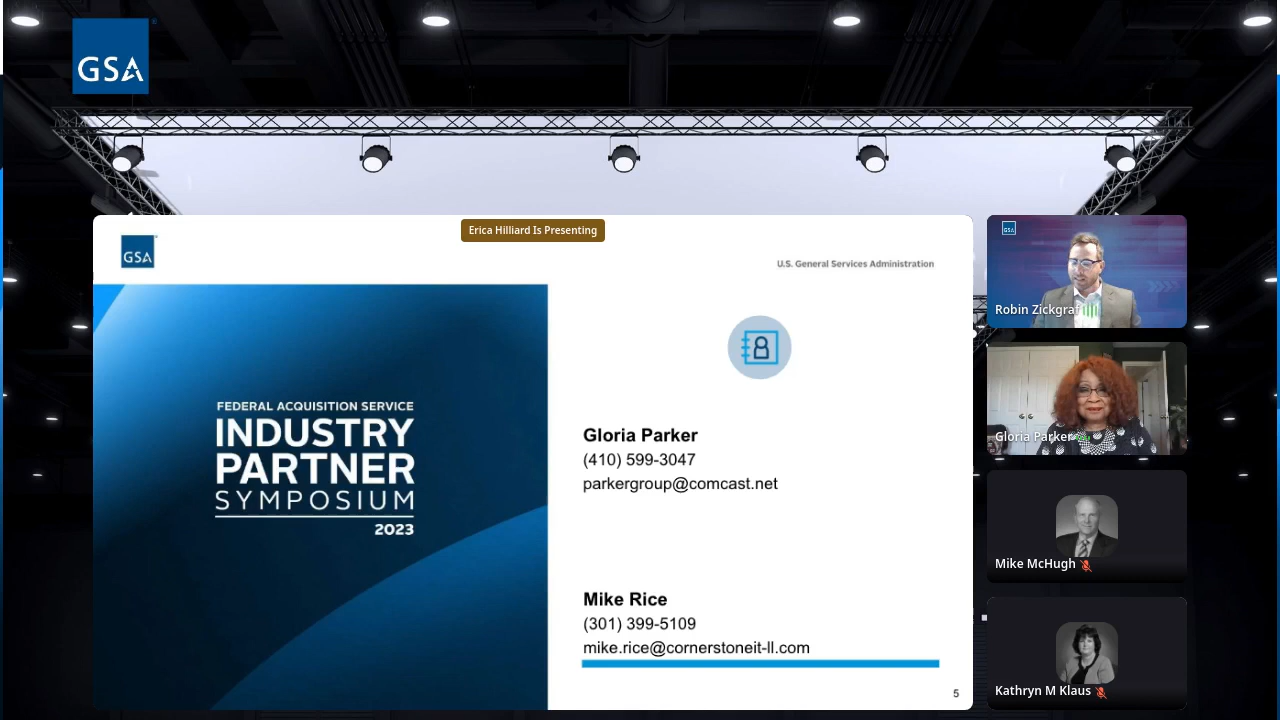 GSA
Erica Hilliard Is Presenting
GSA
U.S. General Services Administration
FEDERAL ACQUISITION SERVICE
INDUSTRY
PARTNER
SYMPOSIUM
2023
Gloria Parker
(410) 599-3047
parkergroup@comcast.net
Mike Rice
(301) 399-5109
mike.rice@cornerstoneit-ll.com
5
GSA
Robin Zickgraf
Gloria Parker
Mike McHugh
Kathryn M Klaus